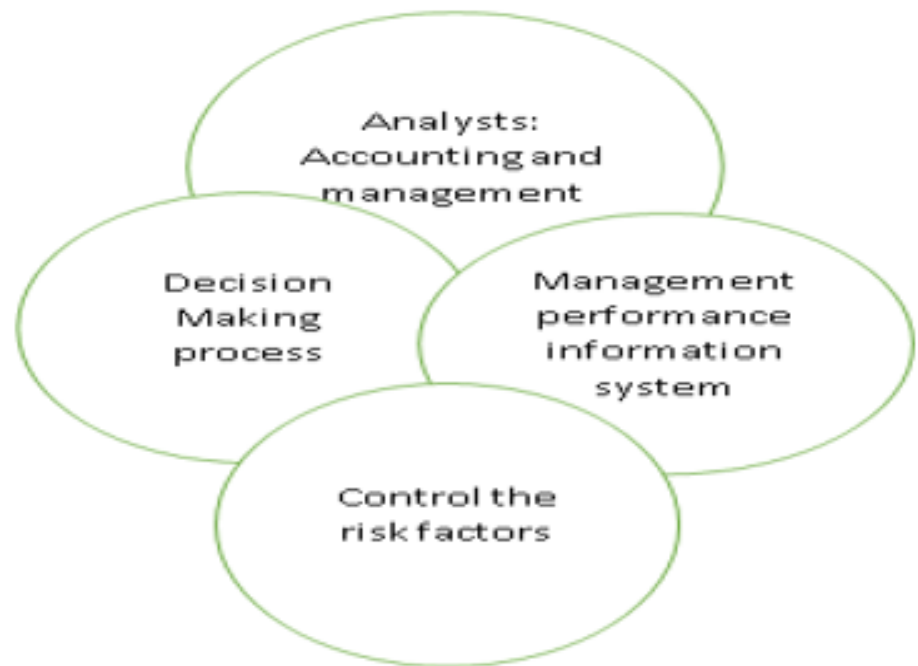 Analysts:
Accounting and
management
Decision
Making
process
Management
performance
information
system
Control the
risk factors